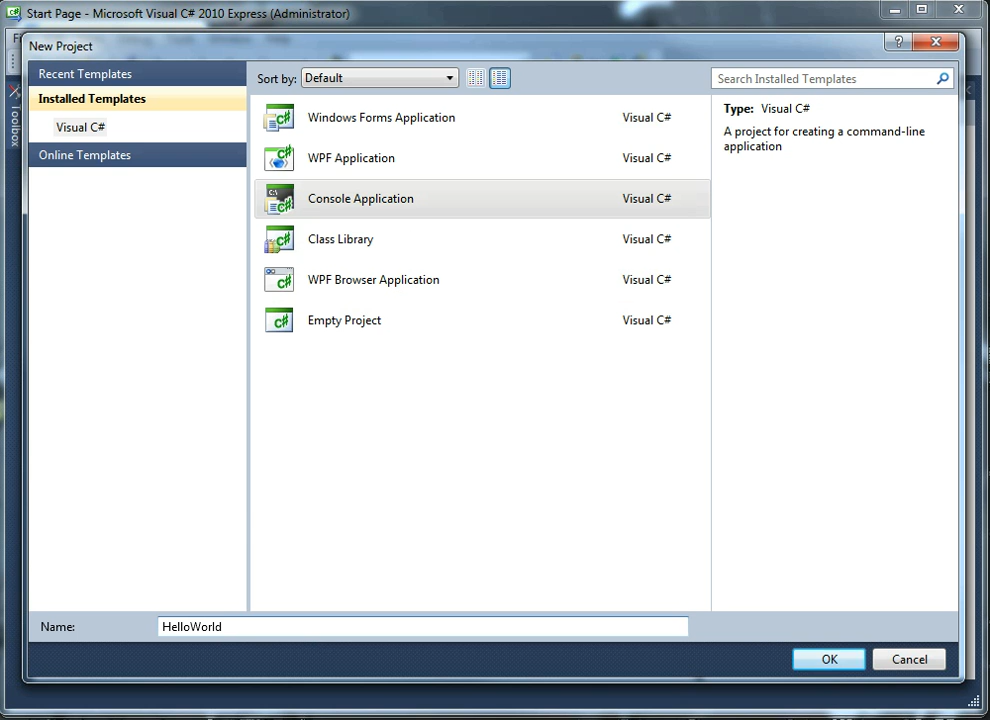 Start Page - Microsoft Visual C# 2010 Express (Administrator)
New Project
Recent Templates
Installed Templates
Visual C#
Online Templates
Sort by: Default
Search Installed Templates
Windows Forms Application Visual C#
WPF Application Visual C#
Console Application Visual C#
Class Library Visual C#
WPF Browser Application Visual C#
Empty Project Visual C#
Type: Visual C#
A project for creating a command-line
application
Toolbox
Name: HelloWorld
OK Cancel